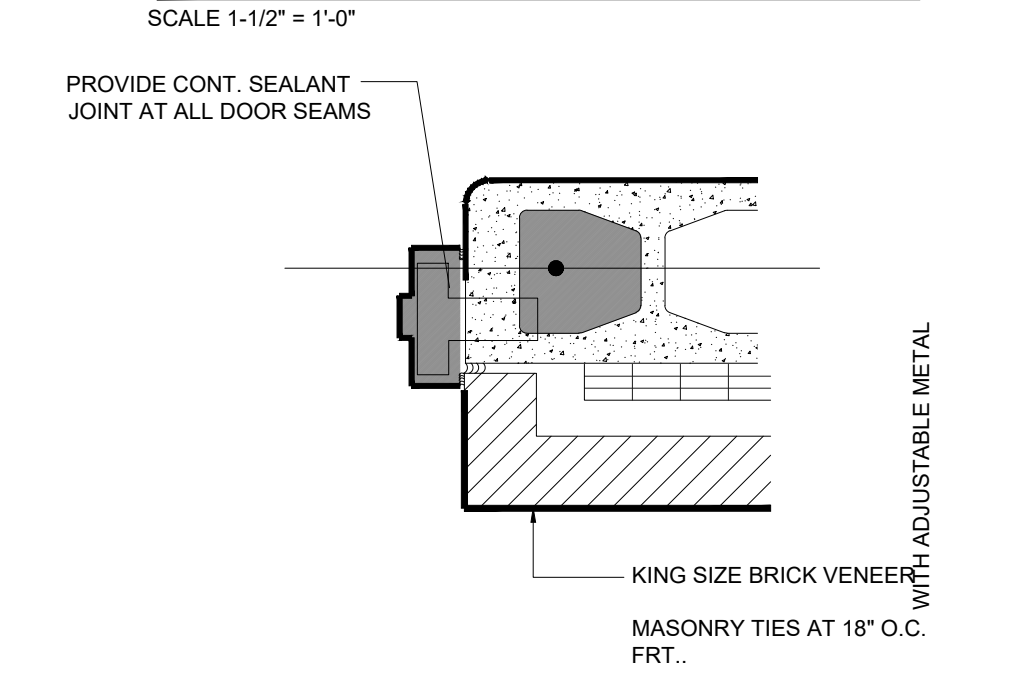 SCALE 1-1/2" = 1'-0"
PROVIDE CONT. SEALANT
JOINT AT ALL DOOR SEAMS
KING SIZE BRICK VENEER
WITH ADJUSTABLE METAL
MASONRY TIES AT 18" O.C.
FRT..